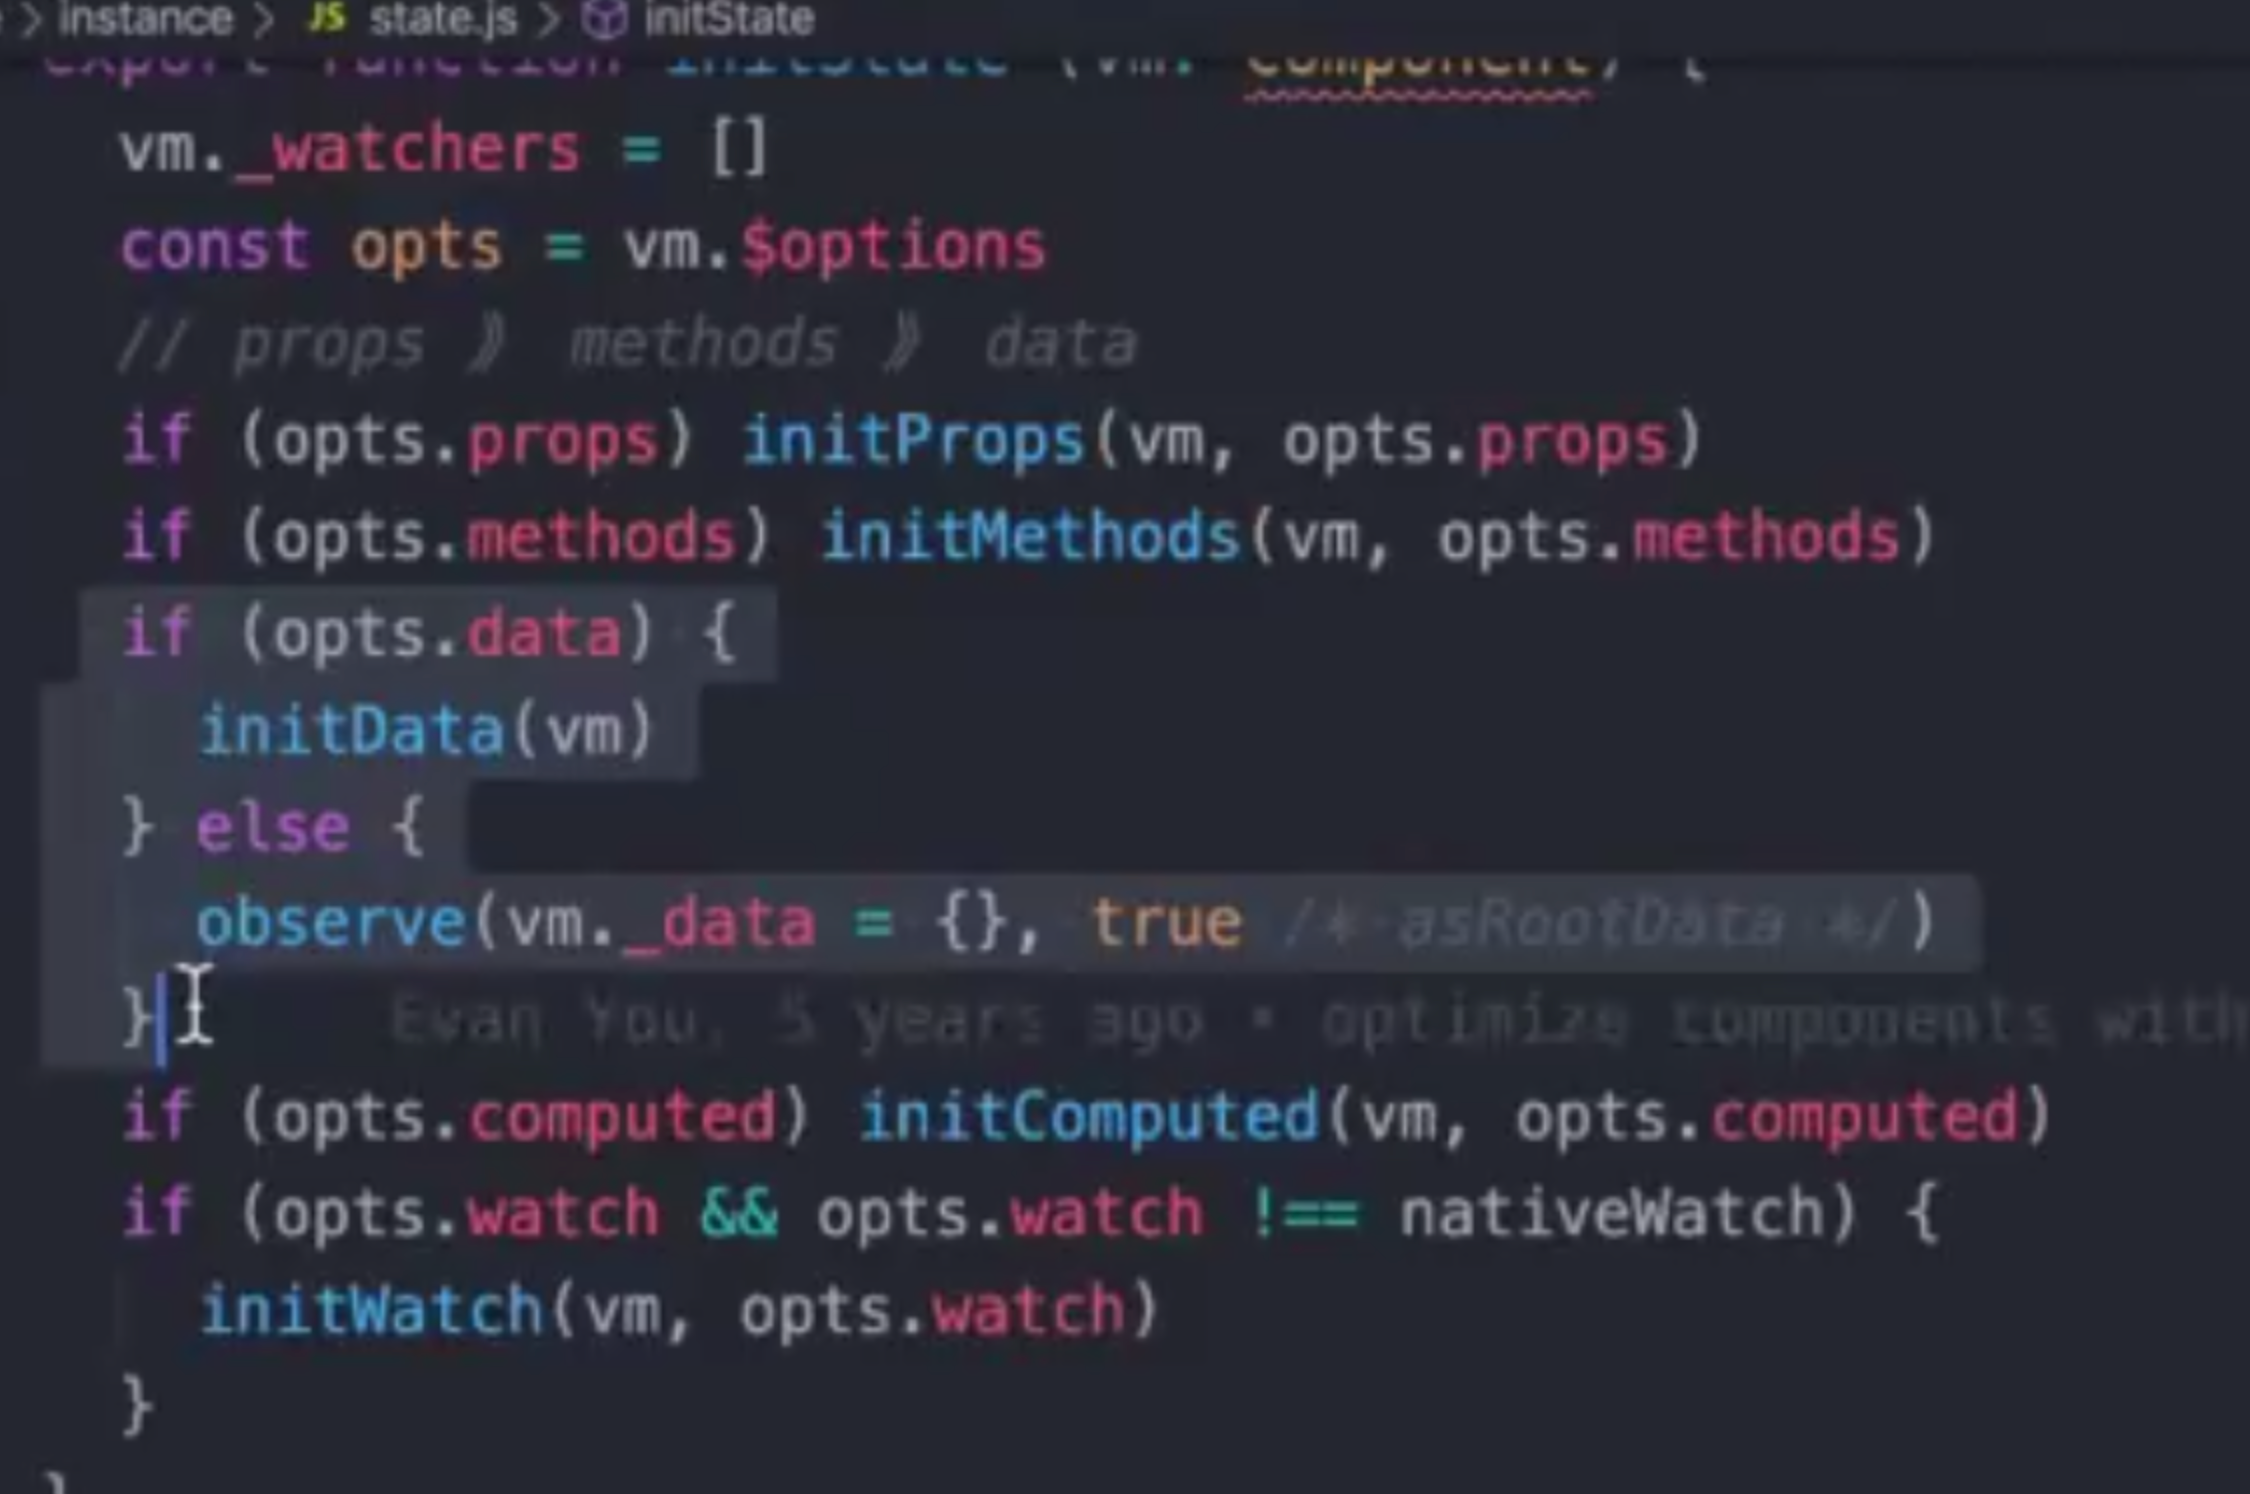 instance > JS state.js > initState
export function initState (vm: Component) {
vm._watchers = []
const opts = vm.$options
// props 》 methods 》 data
if (opts.props) initProps(vm, opts.props)
if (opts.methods) initMethods(vm, opts.methods)
if (opts.data) {
initData(vm)
} else {
observe(vm._data = {}, true /* asRootData */)
} Evan You, 5 years ago • optimize components with
if (opts.computed) initComputed(vm, opts.computed)
if (opts.watch && opts.watch !== nativeWatch) {
initWatch(vm, opts.watch)
}
}